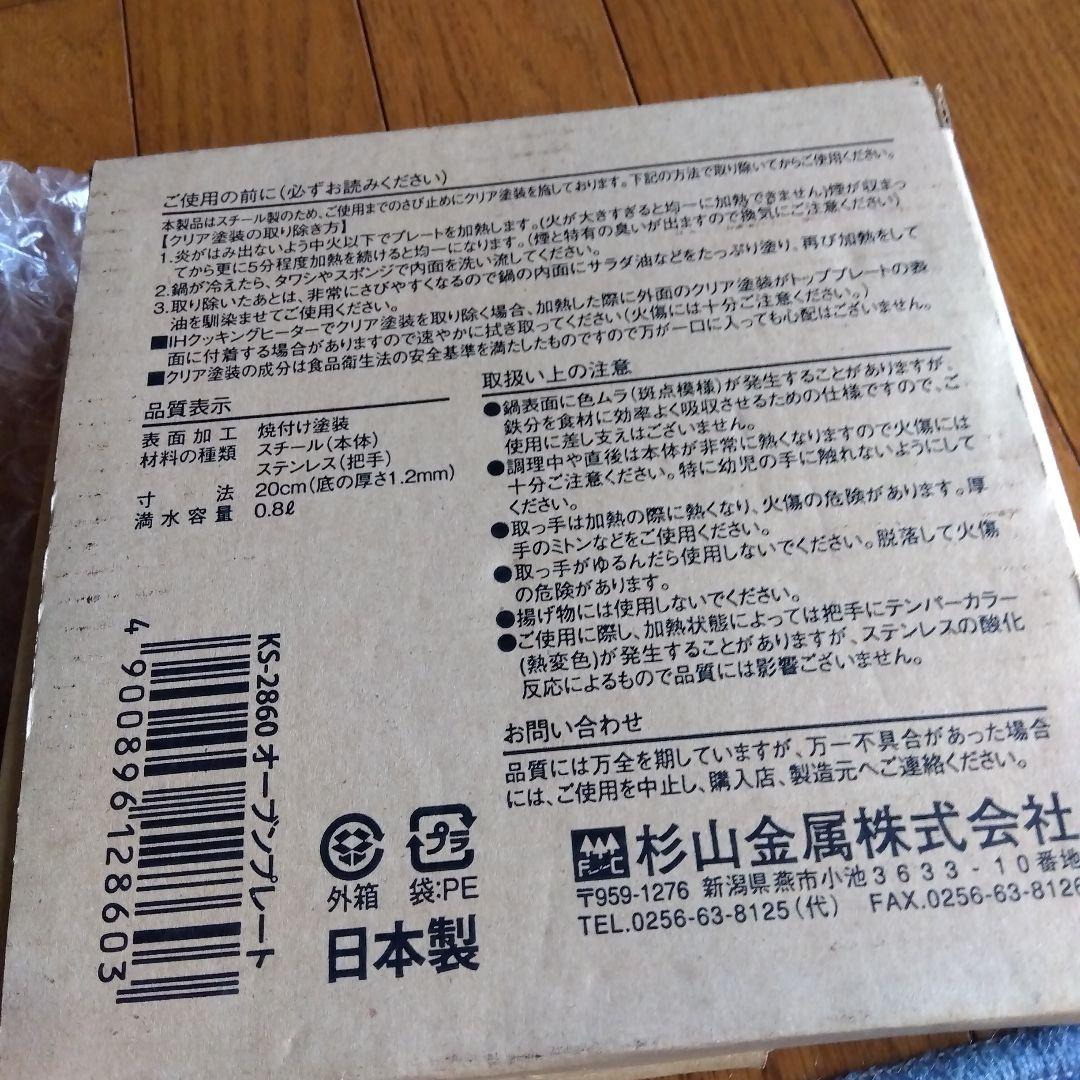 ご使用の前に(必ずお読みください)
本製品はスチール製のため、ご使用までのさび止めにクリア塗装を施しております。下記の方法で取り除いてからご使用ください。
【クリア塗装の取り除き方】
1.炎がはみ出ないよう中火以下でプレートを加熱します。(火が大きすぎると均一に加熱できません)煙が収まっ
てから更に5分程度加熱を続けると均一になります。(煙と特有の臭いが出ますので換気にご注意ください)
2.鍋が冷えたら、タワシやスポンジで内面を洗い流してください。
3.取り除いたあとは、非常にさびやすくなるので鍋の内面にサラダ油などをたっぷり塗り、再び加熱をして
油を馴染ませてご使用ください。
■IHクッキングヒーターでクリア塗装を取り除く場合、加熱した際に外面のクリア塗装がトッププレートの表
面に付着する場合がありますので速やかに拭き取ってください(火傷には十分ご注意ください。)
■クリア塗装の成分は食品衛生法の安全基準を満たしたものですので万が一口に入っても心配はございません。
品質表示
表面加工 焼付け塗装
材料の種類 スチール(本体)
ステンレス(把手)
寸法 20cm(底の厚さ1.2mm)
満水容量 0.8ℓ
取扱い上の注意
●鍋表面に色ムラ(斑点模様)が発生することがありますが、
鉄分を食材に効率よく吸収させるための仕様ですので、ご
使用に差し支えはございません。
●調理中や直後は本体が非常に熱くなりますので火傷には
十分ご注意ください。特に幼児の手に触れないようにして
ください。
●取っ手は加熱の際に熱くなり、火傷の危険があります。厚
手のミトンなどをご使用ください。
●取っ手がゆるんだら使用しないでください。脱落して火傷
の危険があります。
●揚げ物には使用しないでください。
●ご使用に際し、加熱状態によっては把手にテンパーカラー
(熱変色)が発生することがありますが、ステンレスの酸化
反応によるもので品質には影響ございません。
お問い合わせ
品質には万全を期していますが、万一不具合があった場合
には、ご使用を中止し、購入店、製造元へご連絡ください。
杉山金属株式会社
〒959-1276 新潟県燕市小池3633-10番地
TEL.0256-63-8125(代) FAX.0256-63-8126
KS-2860 オーブンプレート
4900896128603
外箱
プラ
袋:PE
日本製